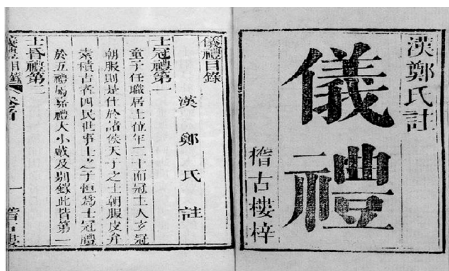 漢鄭氏註
儀禮
稽古樓梓
儀禮目錄
漢鄭氏註
士冠禮第一
童子任職居士位年二十而冠主人玄冠
朝服則是仕於諸侯天子之士朝服皮弁
素積古者四民世事士之子恒為士冠禮
於五禮屬嘉禮大小戴及別錄此皆第一
士昏禮第